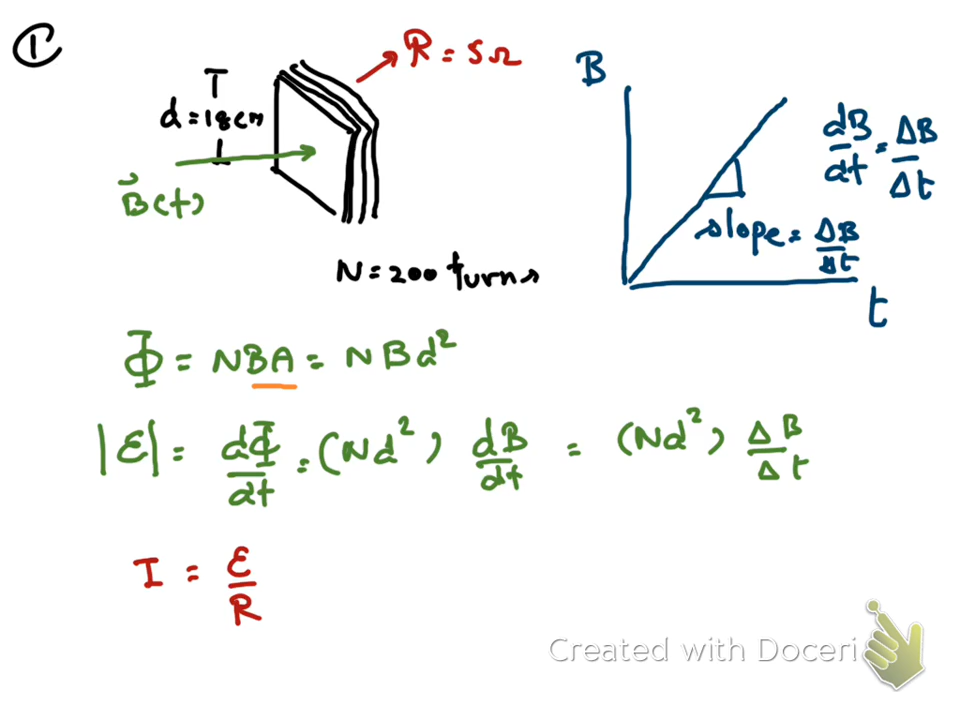 ①
R = 5Ω
d = 18cm
B⃗(t)
N = 200 turns
B
dB/dt = ΔB/Δt
slope = ΔB/Δt
t
Φ = NBA = NBd²
|ε| = dΦ/dt = (Nd²) dB/dt = (Nd²) ΔB/Δt
I = ε/R
Created with Doceri